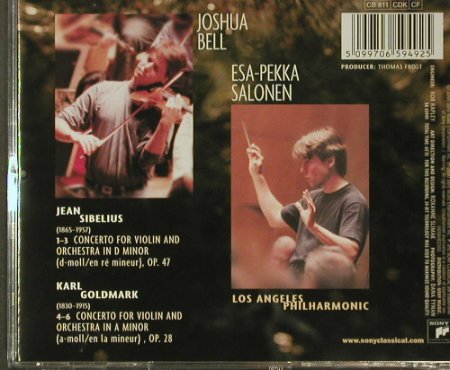 JOSHUA
BELL
ESA-PEKKA
SALONEN
JEAN
SIBELIUS
(1865-1957)
1-3 CONCERTO FOR VIOLIN AND
ORCHESTRA IN D MINOR
(d-moll/en ré mineur), OP. 47
KARL
GOLDMARK
(1830-1915)
4-6 CONCERTO FOR VIOLIN AND
ORCHESTRA IN A MINOR
(a-moll/en la mineur) , OP. 28
LOS ANGELES
PHILHARMONIC
www.sonyclassical.com
CB 811 CDK CF
5 099706 594925
PRODUCER: THOMAS FROST
SONY